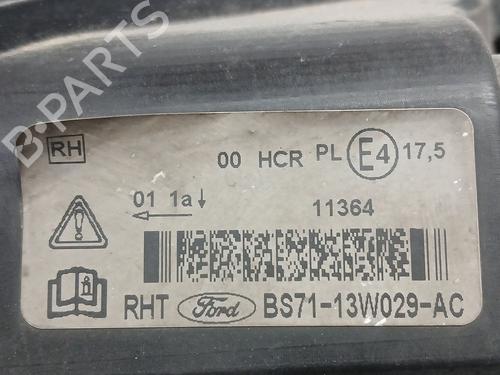 B-PARTS
RH
00 HCR PL E4 17,5
01 1a
11364
RHT Ford BS71-13W029-AC